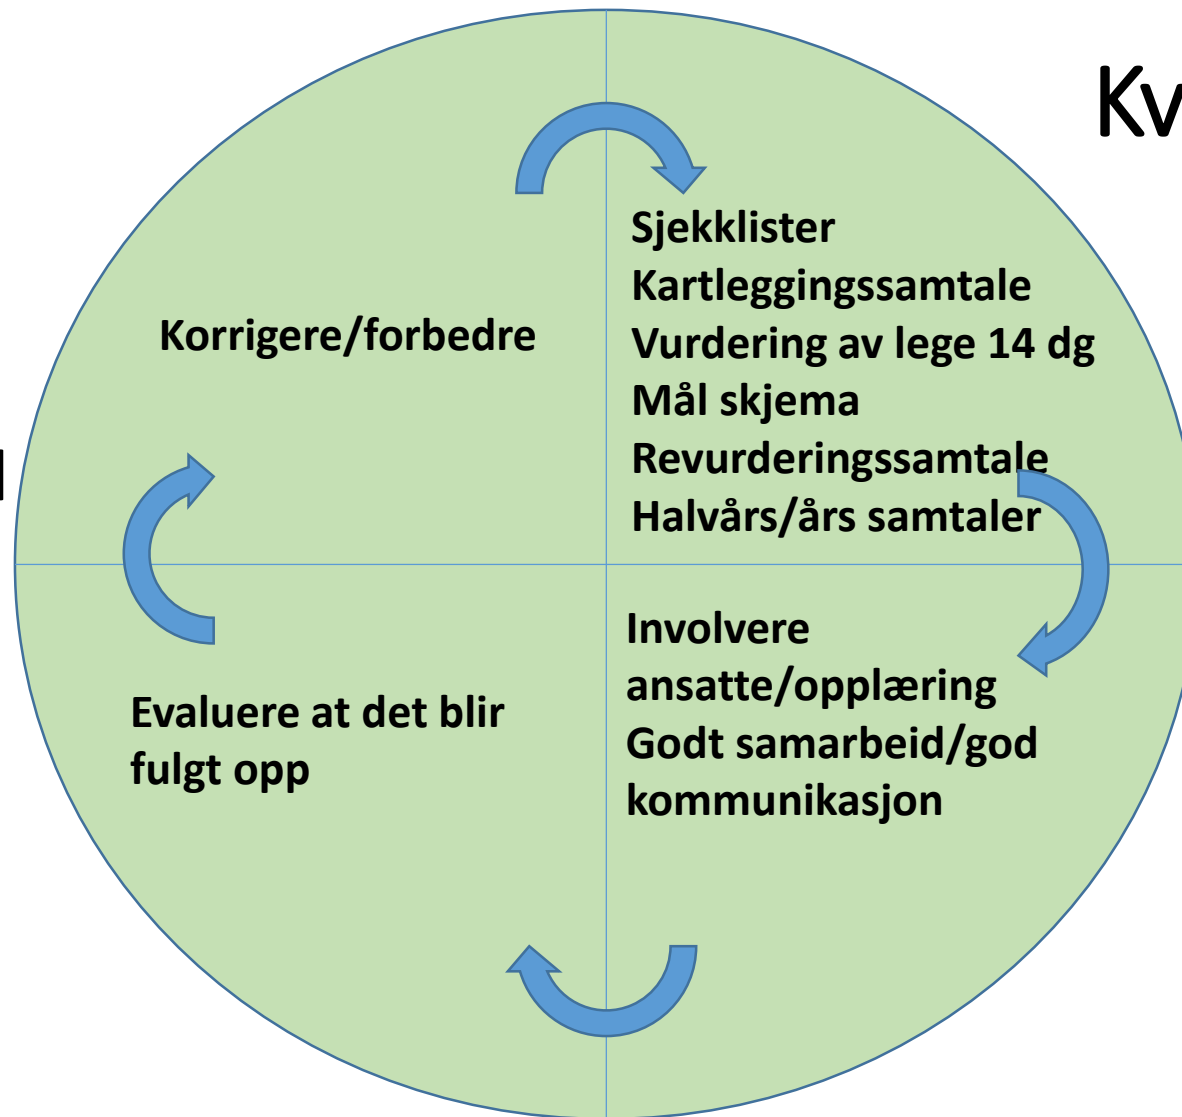 Kv
Sjekklister
Kartleggingssamtale
Vurdering av lege 14 dg
Mål skjema
Revurderingssamtale
Halvårs/års samtaler
Involvere
ansatte/opplæring
Godt samarbeid/god
kommunikasjon
Evaluere at det blir
fulgt opp
Korrigere/forbedre